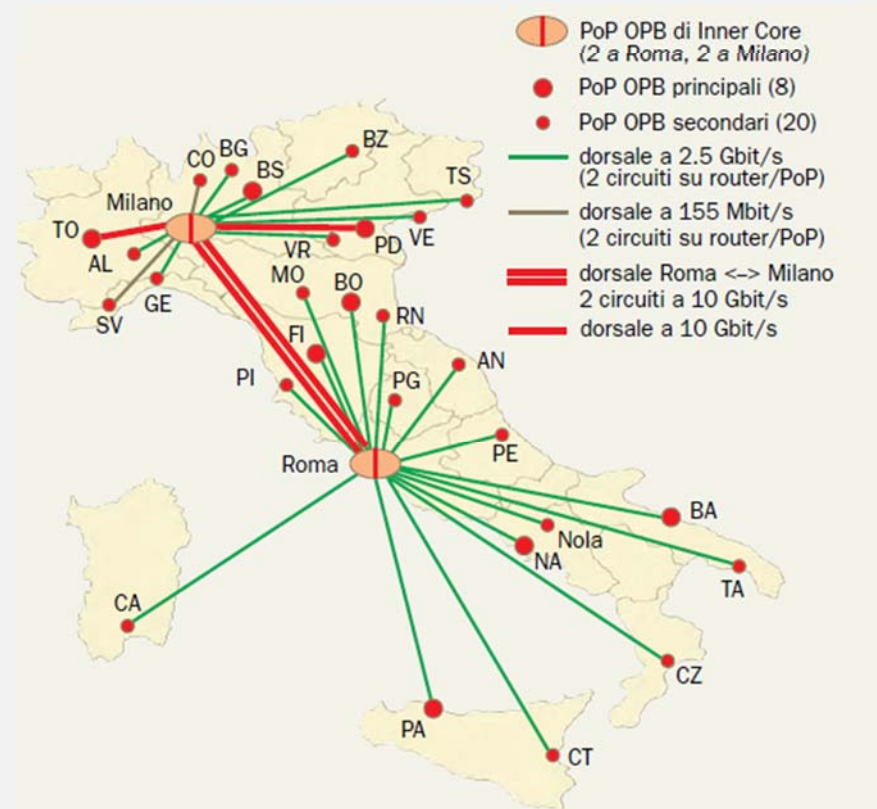 PoP OPB di Inner Core
(2 a Roma, 2 a Milano)
PoP OPB principali (8)
PoP OPB secondari (20)
dorsale a 2.5 Gbit/s
(2 circuiti su router/PoP)
dorsale a 155 Mbit/s
(2 circuiti su router/PoP)
dorsale Roma <–> Milano
2 circuiti a 10 Gbit/s
dorsale a 10 Gbit/s
CO
BG
BS
BZ
TS
Milano
TO
AL
VR
PD
VE
SV
GE
MO
BO
RN
FI
PI
PG
AN
Roma
PE
BA
Nola
NA
TA
CA
CZ
PA
CT